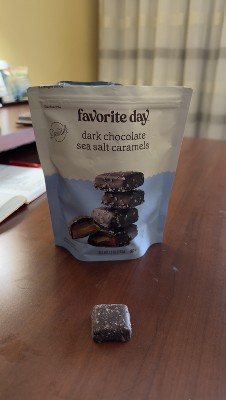 favorite day
dark chocolate
sea salt caramels